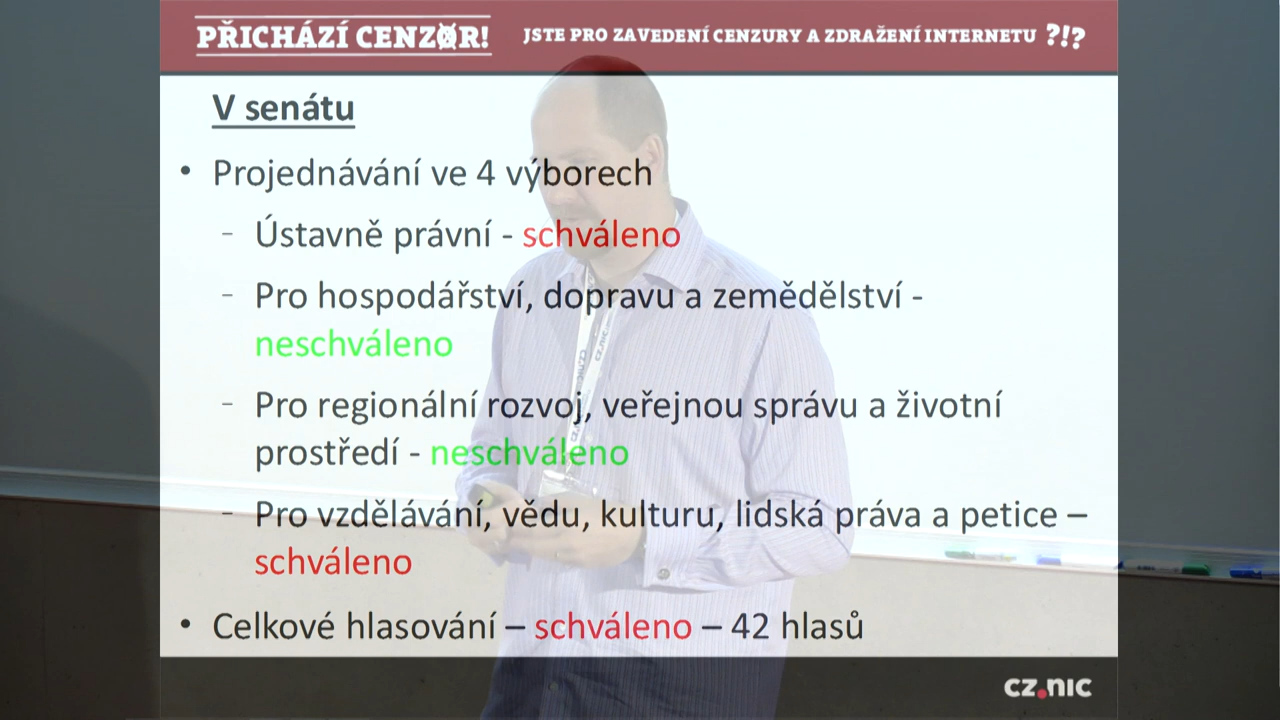 PŘICHÁZÍ CENZOR! JSTE PRO ZAVEDENÍ CENZURY A ZDRAŽENÍ INTERNETU ?!?
V senátu
• Projednávání ve 4 výborech
– Ústavně právní - schváleno
– Pro hospodářství, dopravu a zemědělství -
neschváleno
– Pro regionální rozvoj, veřejnou správu a životní
prostředí - neschváleno
– Pro vzdělávání, vědu, kulturu, lidská práva a petice –
schváleno
• Celkové hlasování – schváleno – 42 hlasů
CZ.NIC